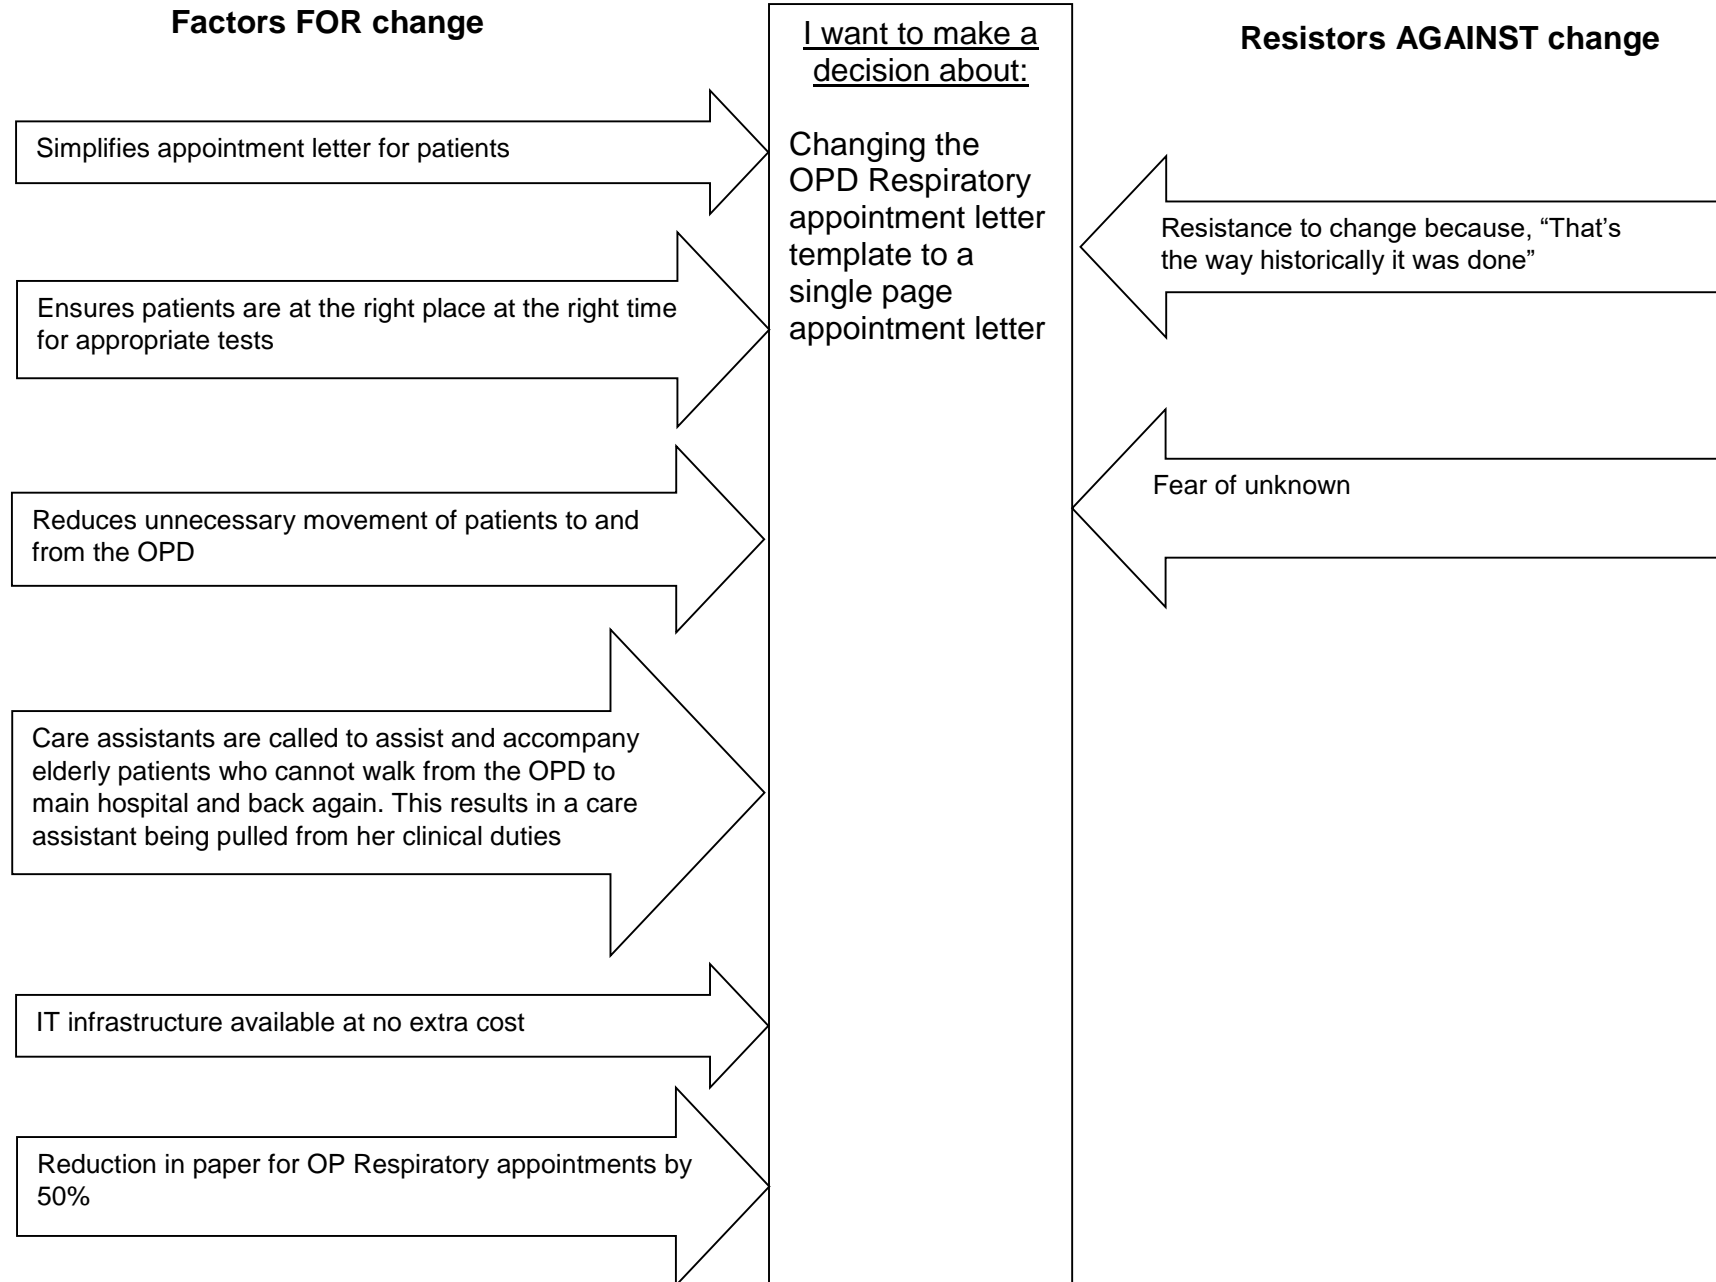 Factors FOR change
Simplifies appointment letter for patients
Ensures patients are at the right place at the right time
for appropriate tests
Reduces unnecessary movement of patients to and
from the OPD
Care assistants are called to assist and accompany
elderly patients who cannot walk from the OPD to
main hospital and back again. This results in a care
assistant being pulled from her clinical duties
IT infrastructure available at no extra cost
Reduction in paper for OP Respiratory appointments by
50%
I want to make a
decision about:
Changing the
OPD Respiratory
appointment letter
template to a
single page
appointment letter
Resistors AGAINST change
Resistance to change because, “That’s
the way historically it was done”
Fear of unknown